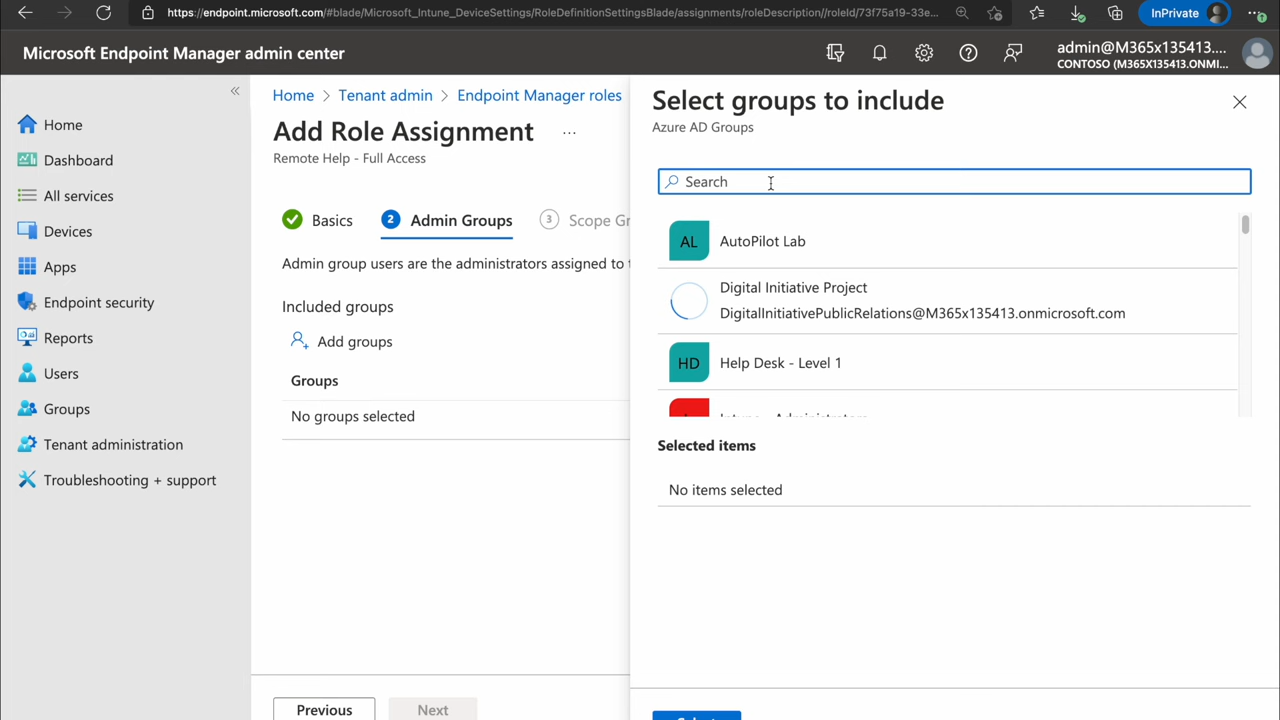 https://endpoint.microsoft.com/#blade/Microsoft_Intune_DeviceSettings/RoleDefinitionSettingsBlade/assignments/roleDescription//roleId/73f75a19-33e...
InPrivate
Microsoft Endpoint Manager admin center
admin@M365x135413....
CONTOSO (M365X135413.ONMI...
Home
Dashboard
All services
Devices
Apps
Endpoint security
Reports
Users
Groups
Tenant administration
Troubleshooting + support
Home > Tenant admin > Endpoint Manager roles
Add Role Assignment ...
Remote Help - Full Access
Basics
2 Admin Groups
3 Scope Gr
Admin group users are the administrators assigned to
Included groups
Add groups
Groups
No groups selected
Previous
Next
Select groups to include
Azure AD Groups
Search
AL AutoPilot Lab
Digital Initiative Project
DigitalInitiativePublicRelations@M365x135413.onmicrosoft.com
HD Help Desk - Level 1
Selected items
No items selected